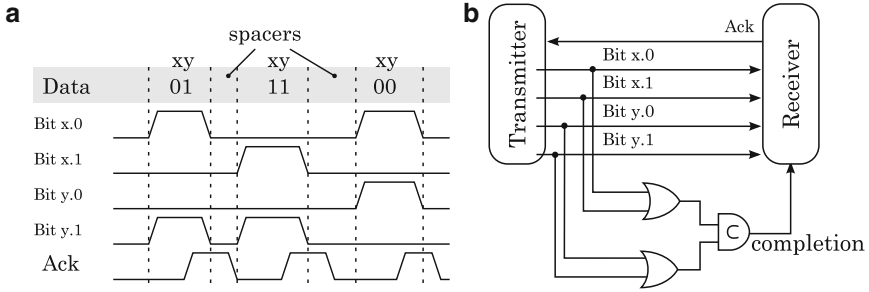 a
spacers
xy xy xy
Data 01 11 00
Bit x.0
Bit x.1
Bit y.0
Bit y.1
Ack
b
Transmitter
Ack
Bit x.0
Bit x.1
Bit y.0
Bit y.1
Receiver
C
completion